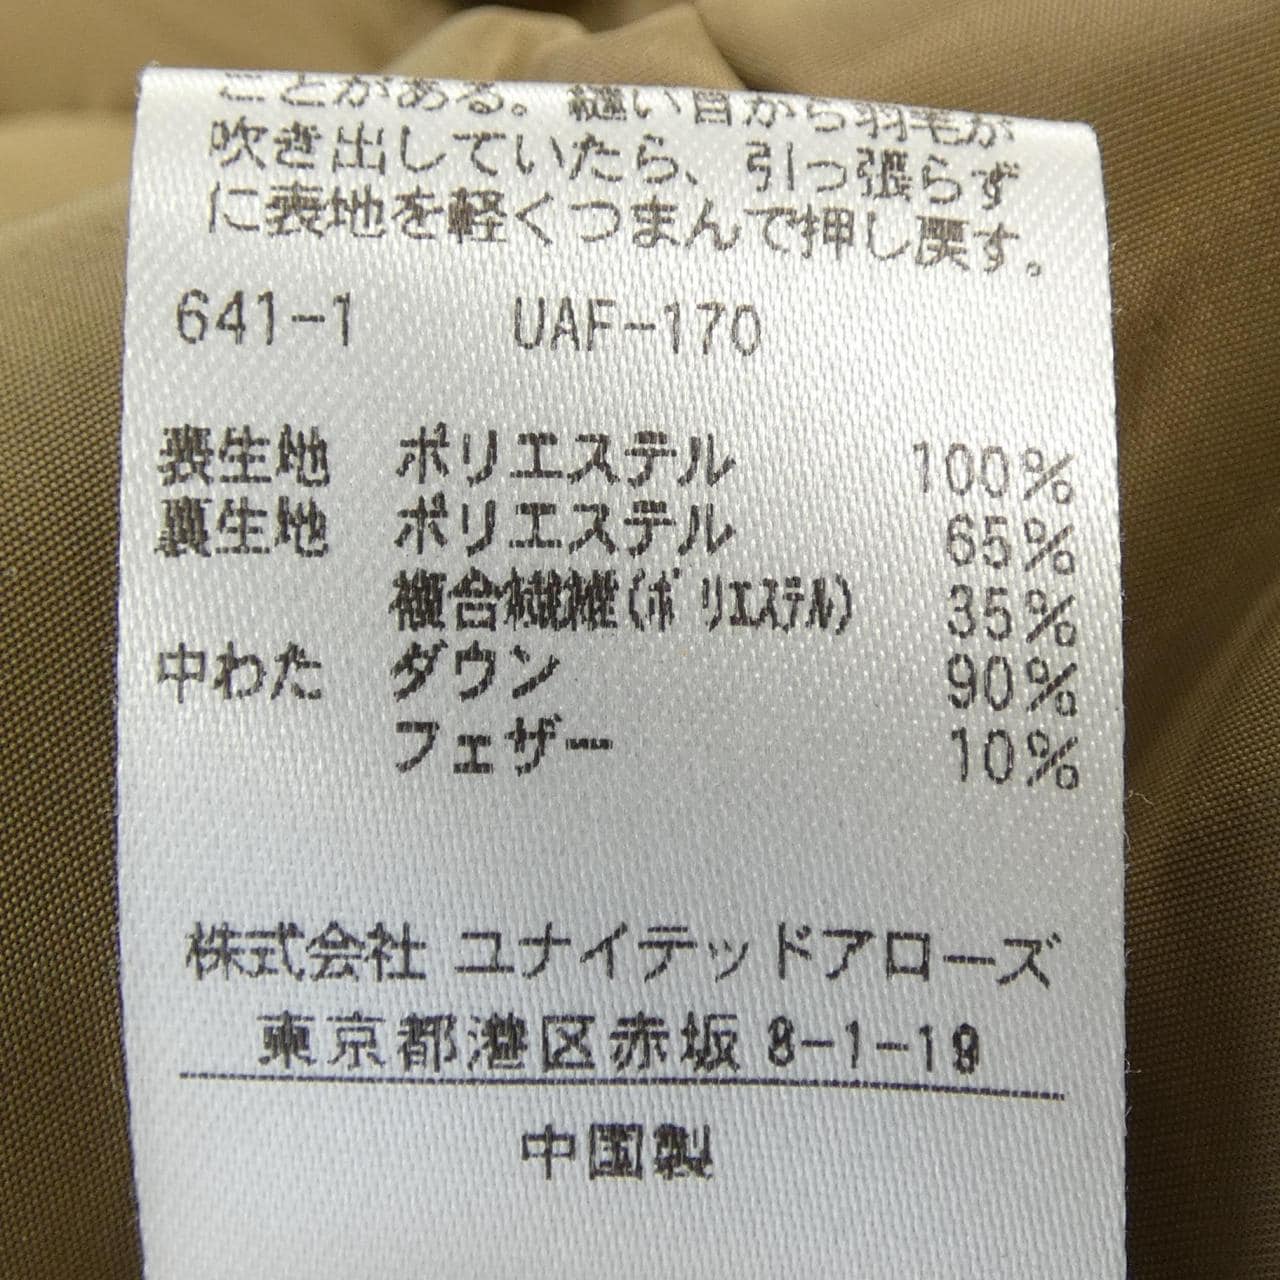 ことがある。縫い目から羽毛が
吹き出していたら、引っ張らず
に表地を軽くつまんで押し戻す。
641-1 UAF-170
表生地 ポリエステル 100%
裏生地 ポリエステル 65%
複合繊維(ポリエステル) 35%
中わた ダウン 90%
フェザー 10%
株式会社 ユナイテッドアローズ
東京都港区赤坂 8-1-19
中国製